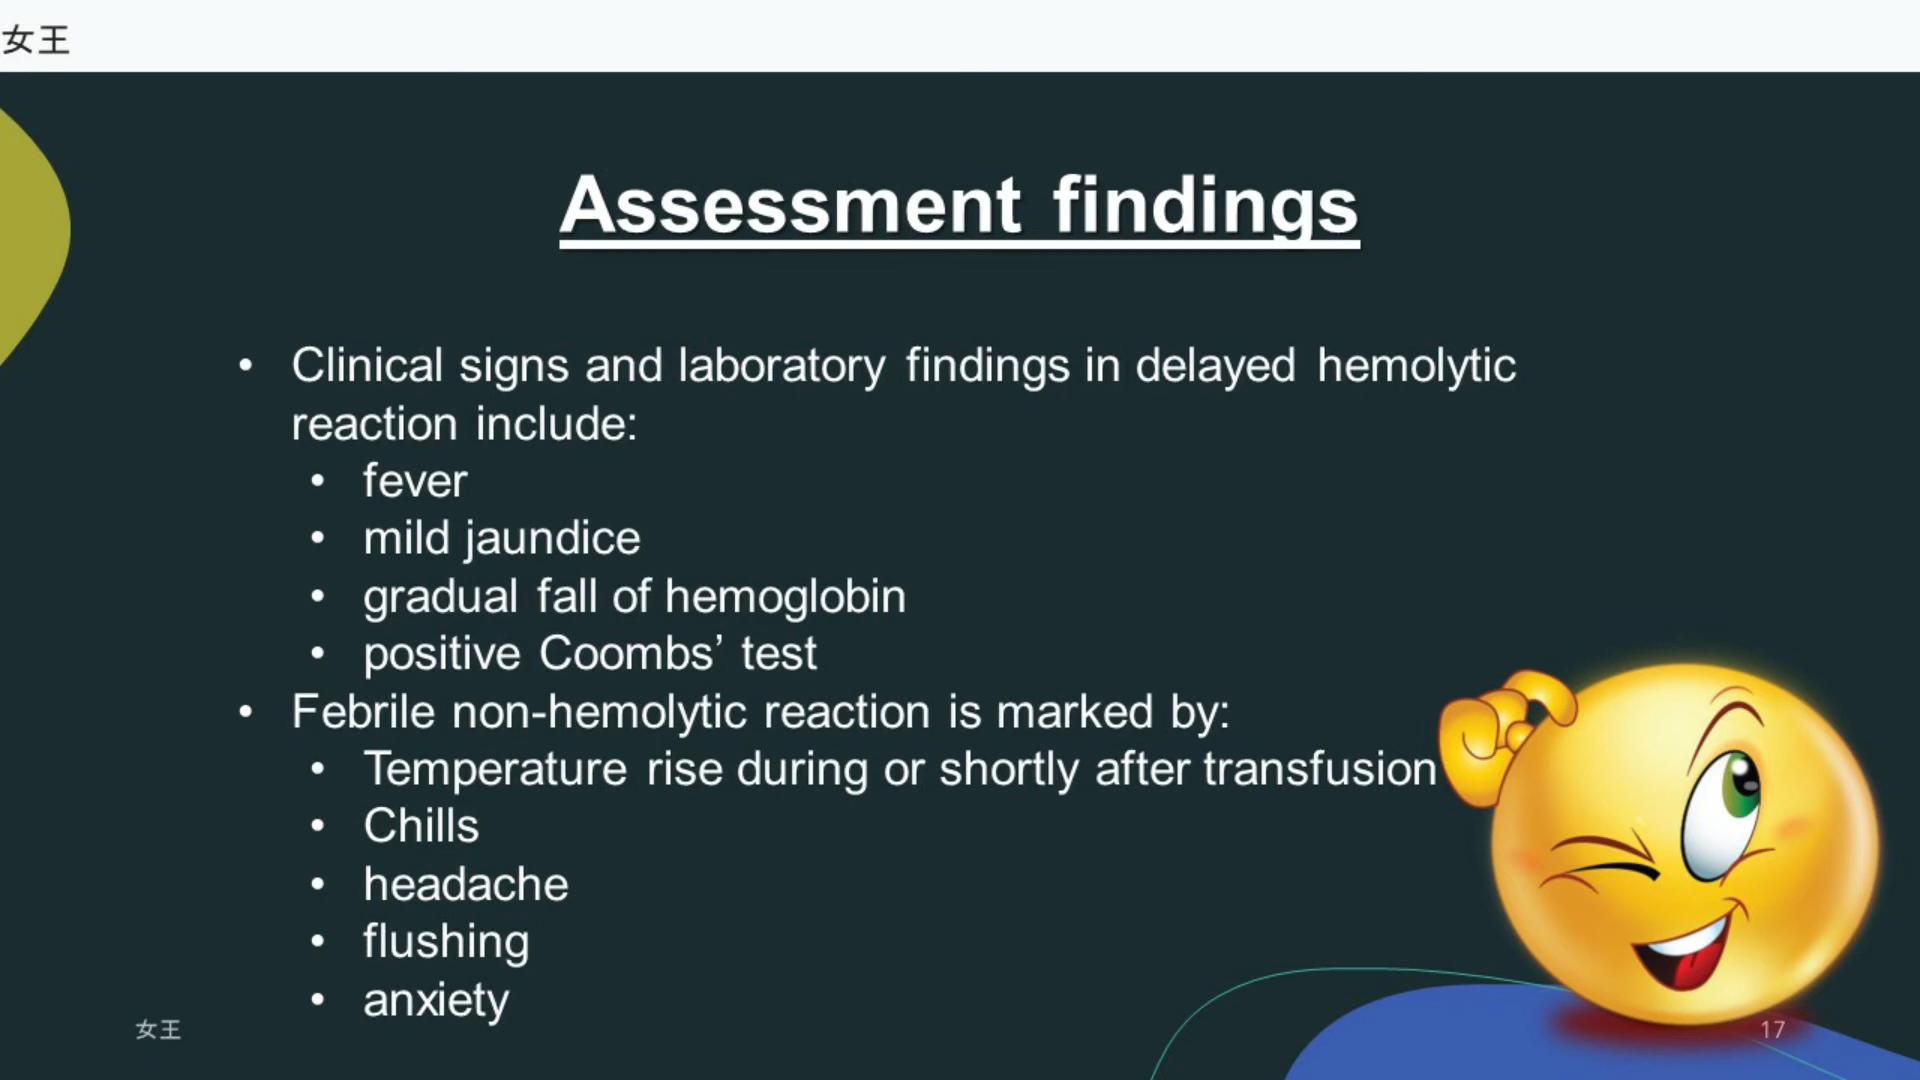 女王
Assessment findings
• Clinical signs and laboratory findings in delayed hemolytic
reaction include:
• fever
• mild jaundice
• gradual fall of hemoglobin
• positive Coombs’ test
• Febrile non-hemolytic reaction is marked by:
• Temperature rise during or shortly after transfusion
• Chills
• headache
• flushing
• anxiety
女王
17